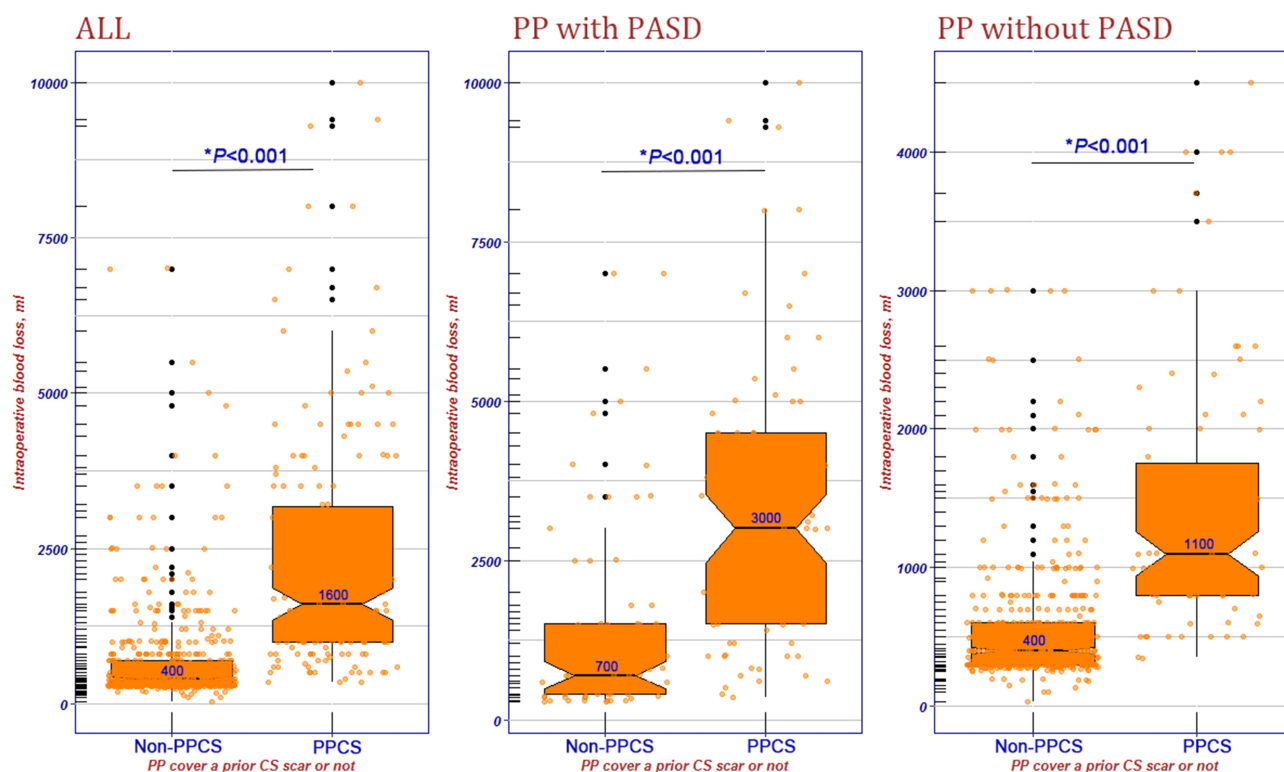 ALL
Intraoperative blood loss, ml
10000
7500
5000
2500
0
*P<0.001
400
1600
Non-PPCS PPCS
PP cover a prior CS scar or not
PP with PASD
Intraoperative blood loss, ml
10000
7500
5000
2500
0
*P<0.001
700
3000
Non-PPCS PPCS
PP cover a prior CS scar or not
PP without PASD
Intraoperative blood loss, ml
4000
3000
2000
1000
0
*P<0.001
400
1100
Non-PPCS PPCS
PP cover a prior CS scar or not